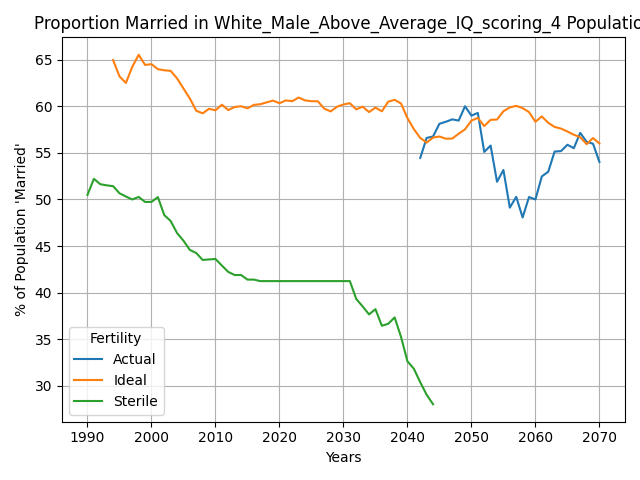 Proportion Married in White_Male_Above_Average_IQ_scoring_4 Populatio
65
60
55
50
45
40
35
30
% of Population 'Married'
Fertility
Actual
Ideal
Sterile
1990 2000 2010 2020 2030 2040 2050 2060 2070
Years